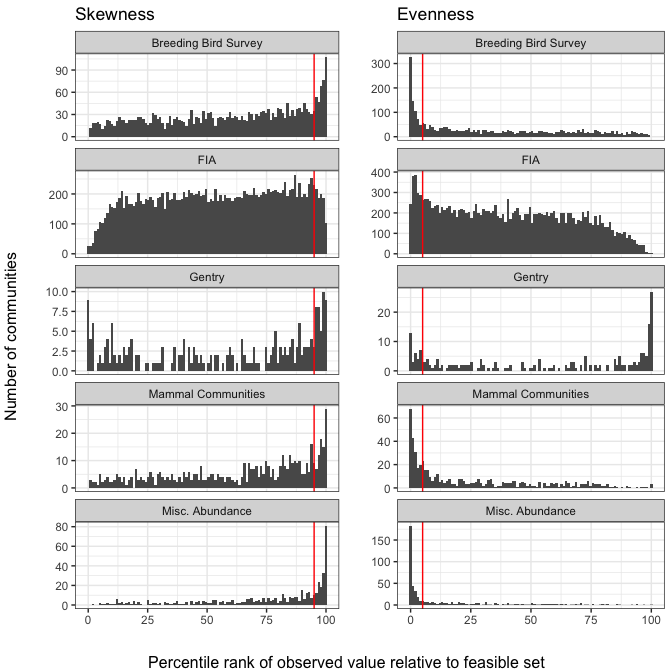 Skewness
Evenness
Number of communities
Breeding Bird Survey
90
60
30
0
Breeding Bird Survey
300
200
100
0
FIA
200
100
0
FIA
400
300
200
100
0
Gentry
10.0
7.5
5.0
2.5
0.0
Gentry
20
10
0
Mammal Communities
30
20
10
0
Mammal Communities
60
40
20
0
Misc. Abundance
80
60
40
20
0
Misc. Abundance
150
100
50
0
0 25 50 75 100
0 25 50 75 100
Percentile rank of observed value relative to feasible set